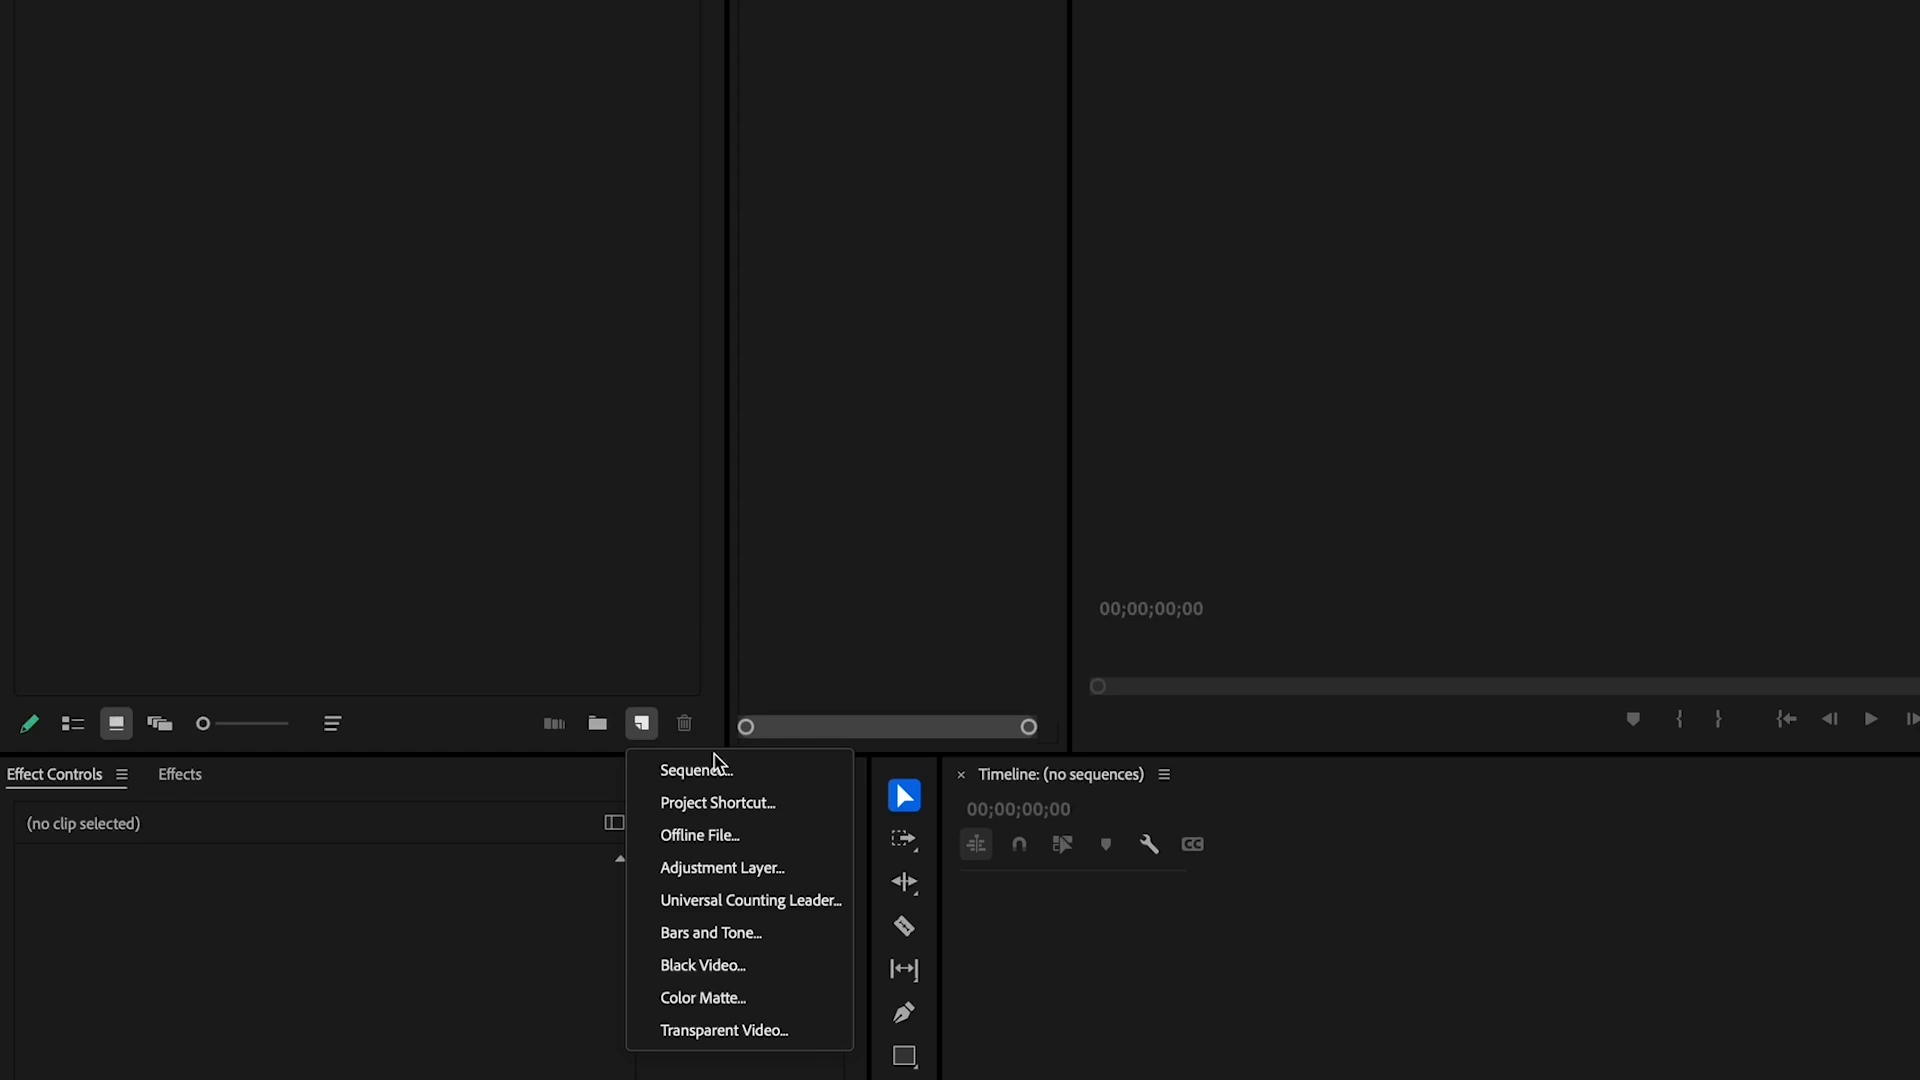 00;00;00;00
Effect Controls
Effects
(no clip selected)
Sequence...
Project Shortcut...
Offline File...
Adjustment Layer...
Universal Counting Leader...
Bars and Tone...
Black Video...
Color Matte...
Transparent Video...
Timeline: (no sequences)
00;00;00;00
CC